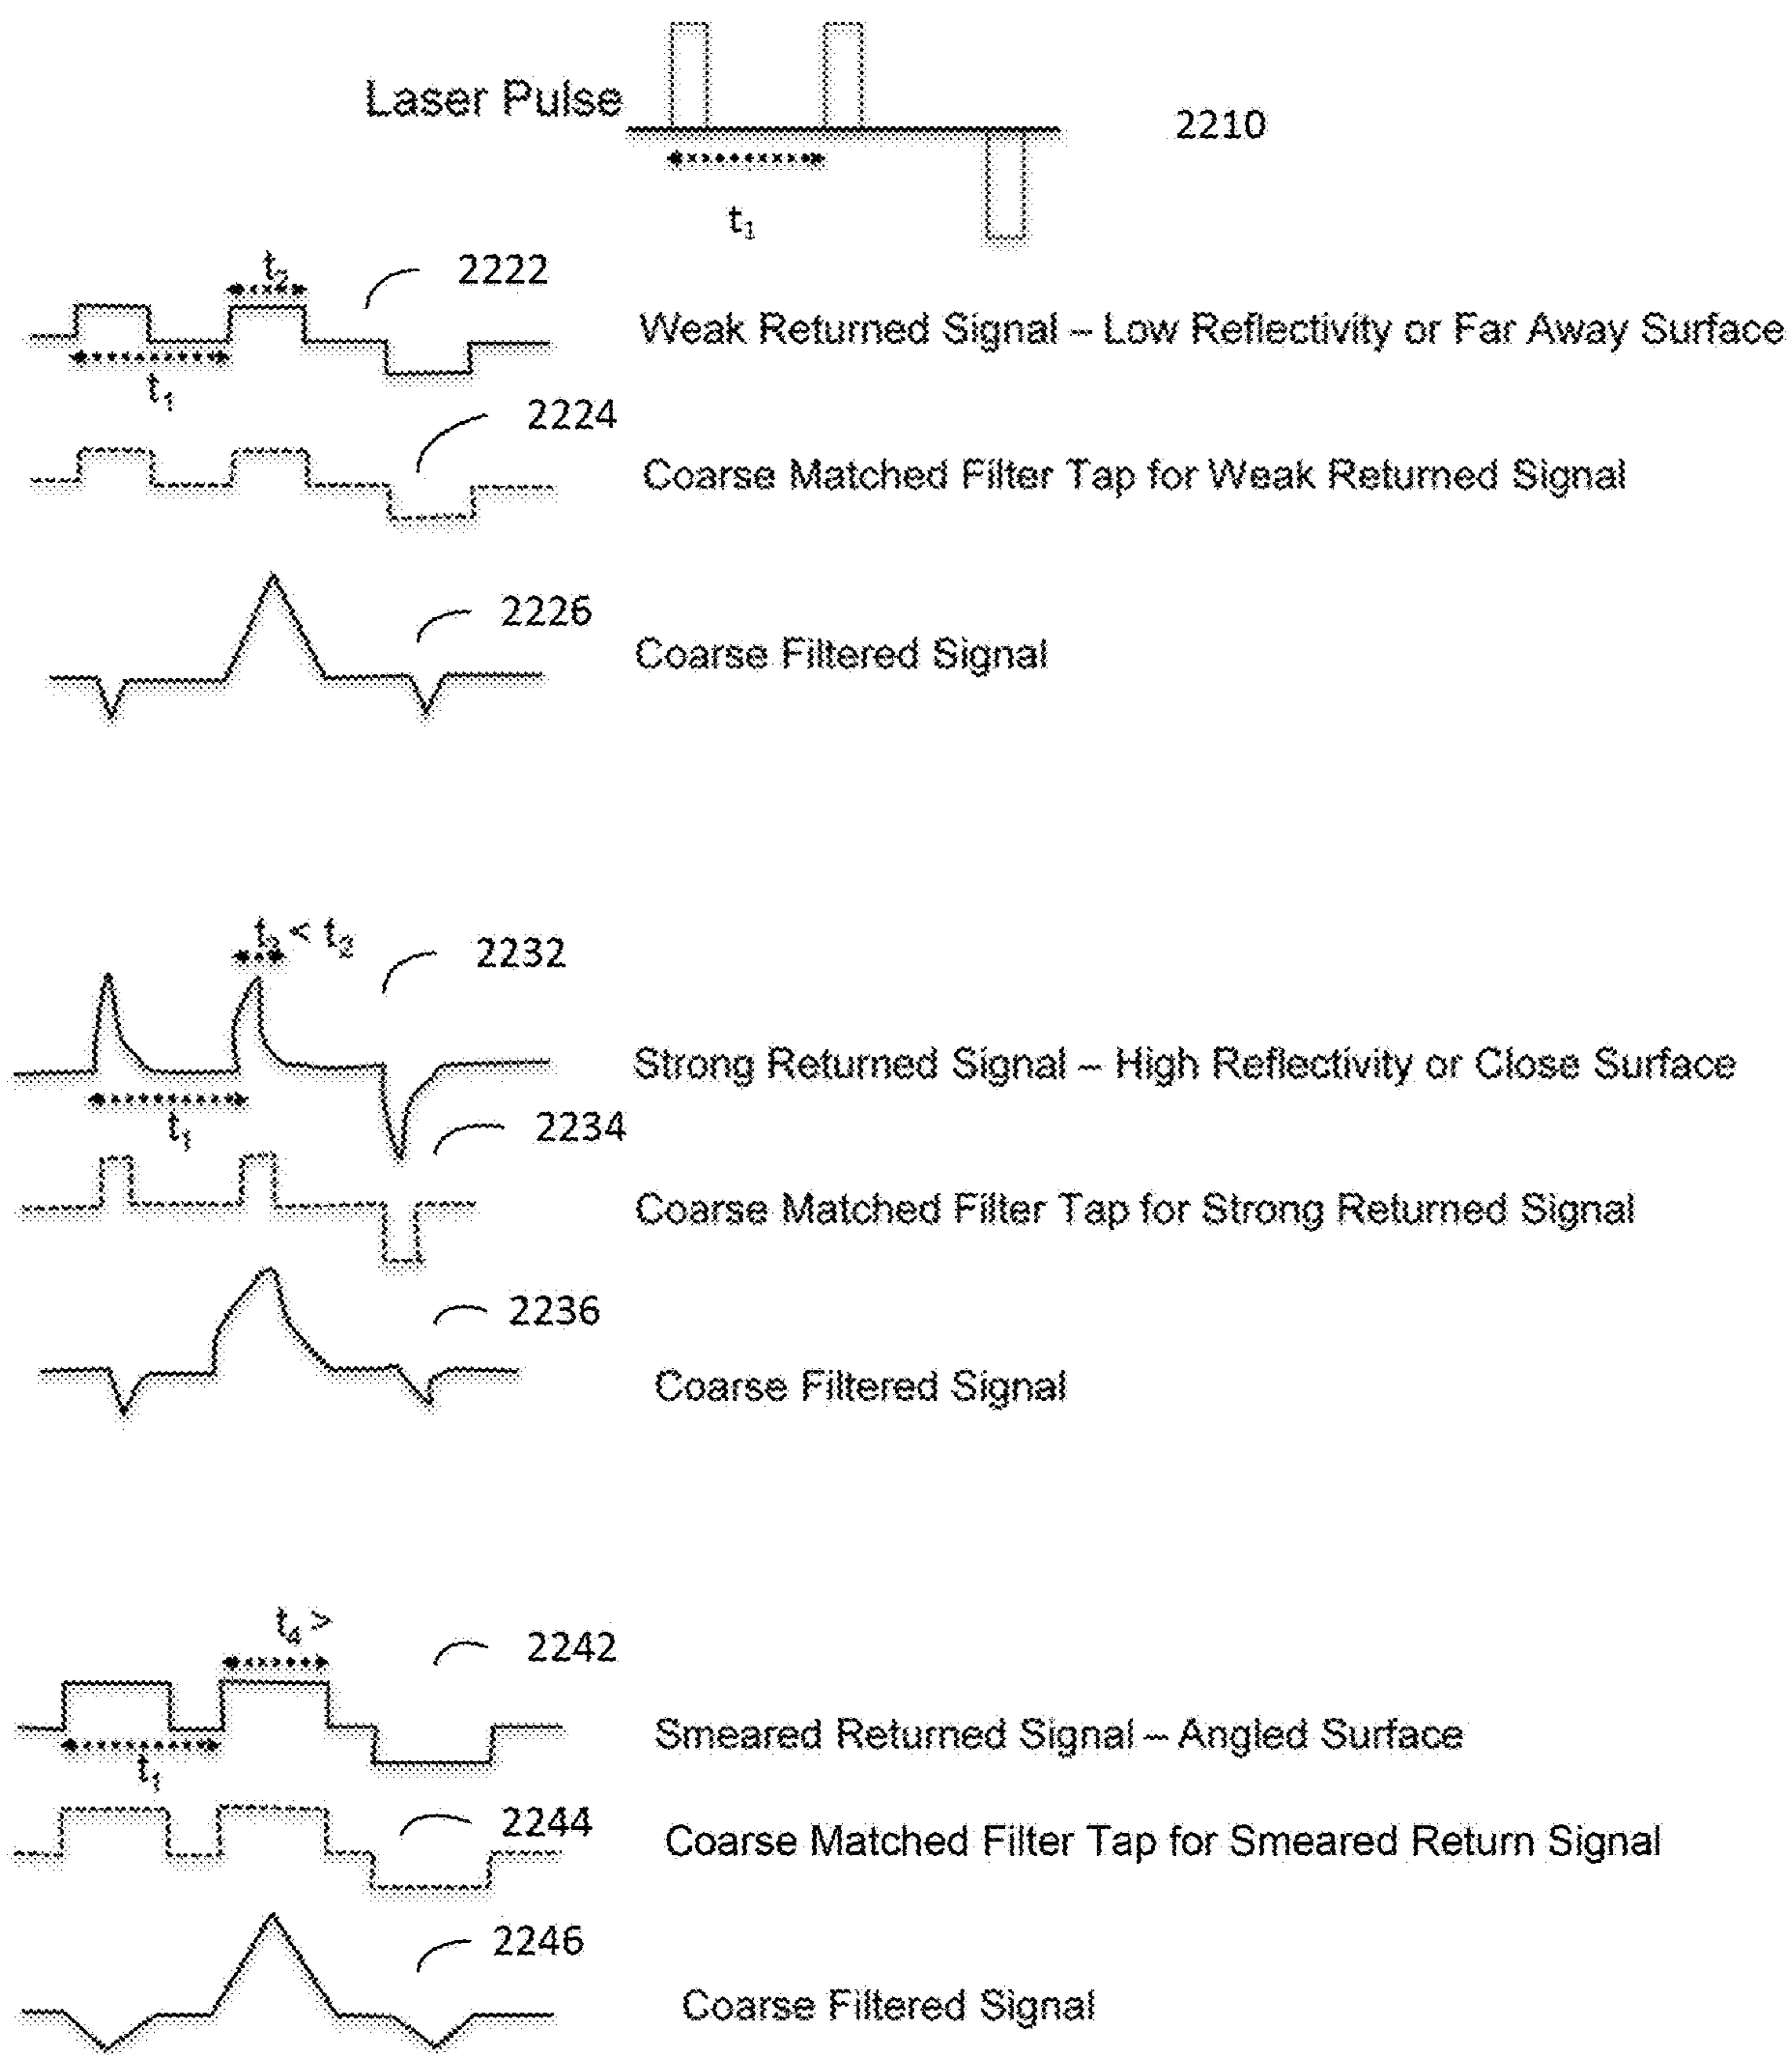 Laser Pulse
2210
t₁
t₂
2222
Weak Returned Signal – Low Reflectivity or Far Away Surface
t₁
2224
Coarse Matched Filter Tap for Weak Returned Signal
2226
Coarse Filtered Signal
t₃ < t₂
2232
Strong Returned Signal – High Reflectivity or Close Surface
t₁
2234
Coarse Matched Filter Tap for Strong Returned Signal
2236
Coarse Filtered Signal
t₄ >
2242
Smeared Returned Signal – Angled Surface
t₁
2244
Coarse Matched Filter Tap for Smeared Return Signal
2246
Coarse Filtered Signal